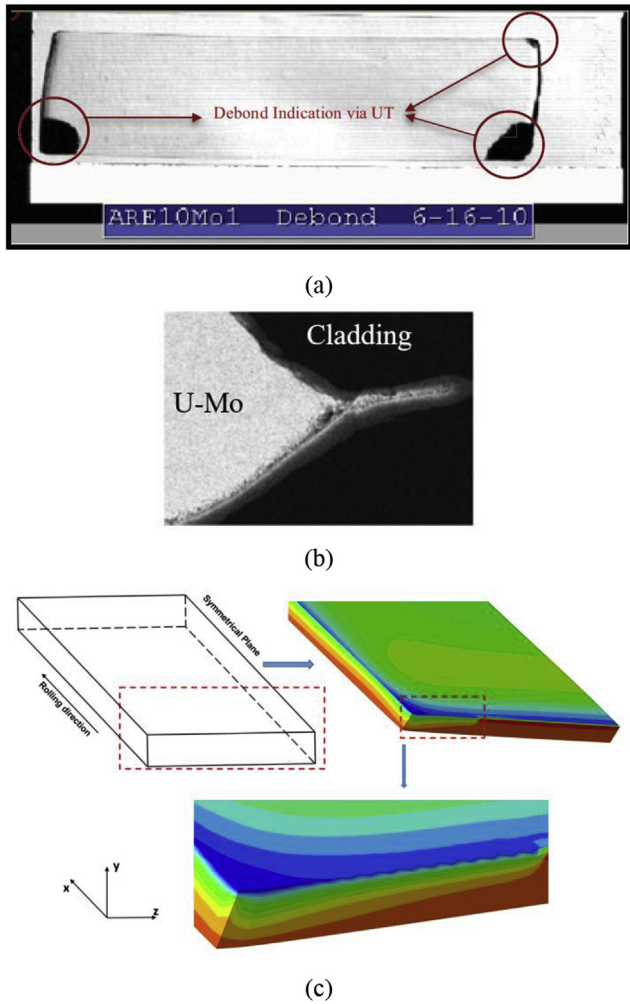 Debond Indication via UT
ARE10Mo1 Debond 6-16-10
(a)
Cladding
U-Mo
(b)
Symmetrical Plane
Rolling direction
y
x
z
(c)